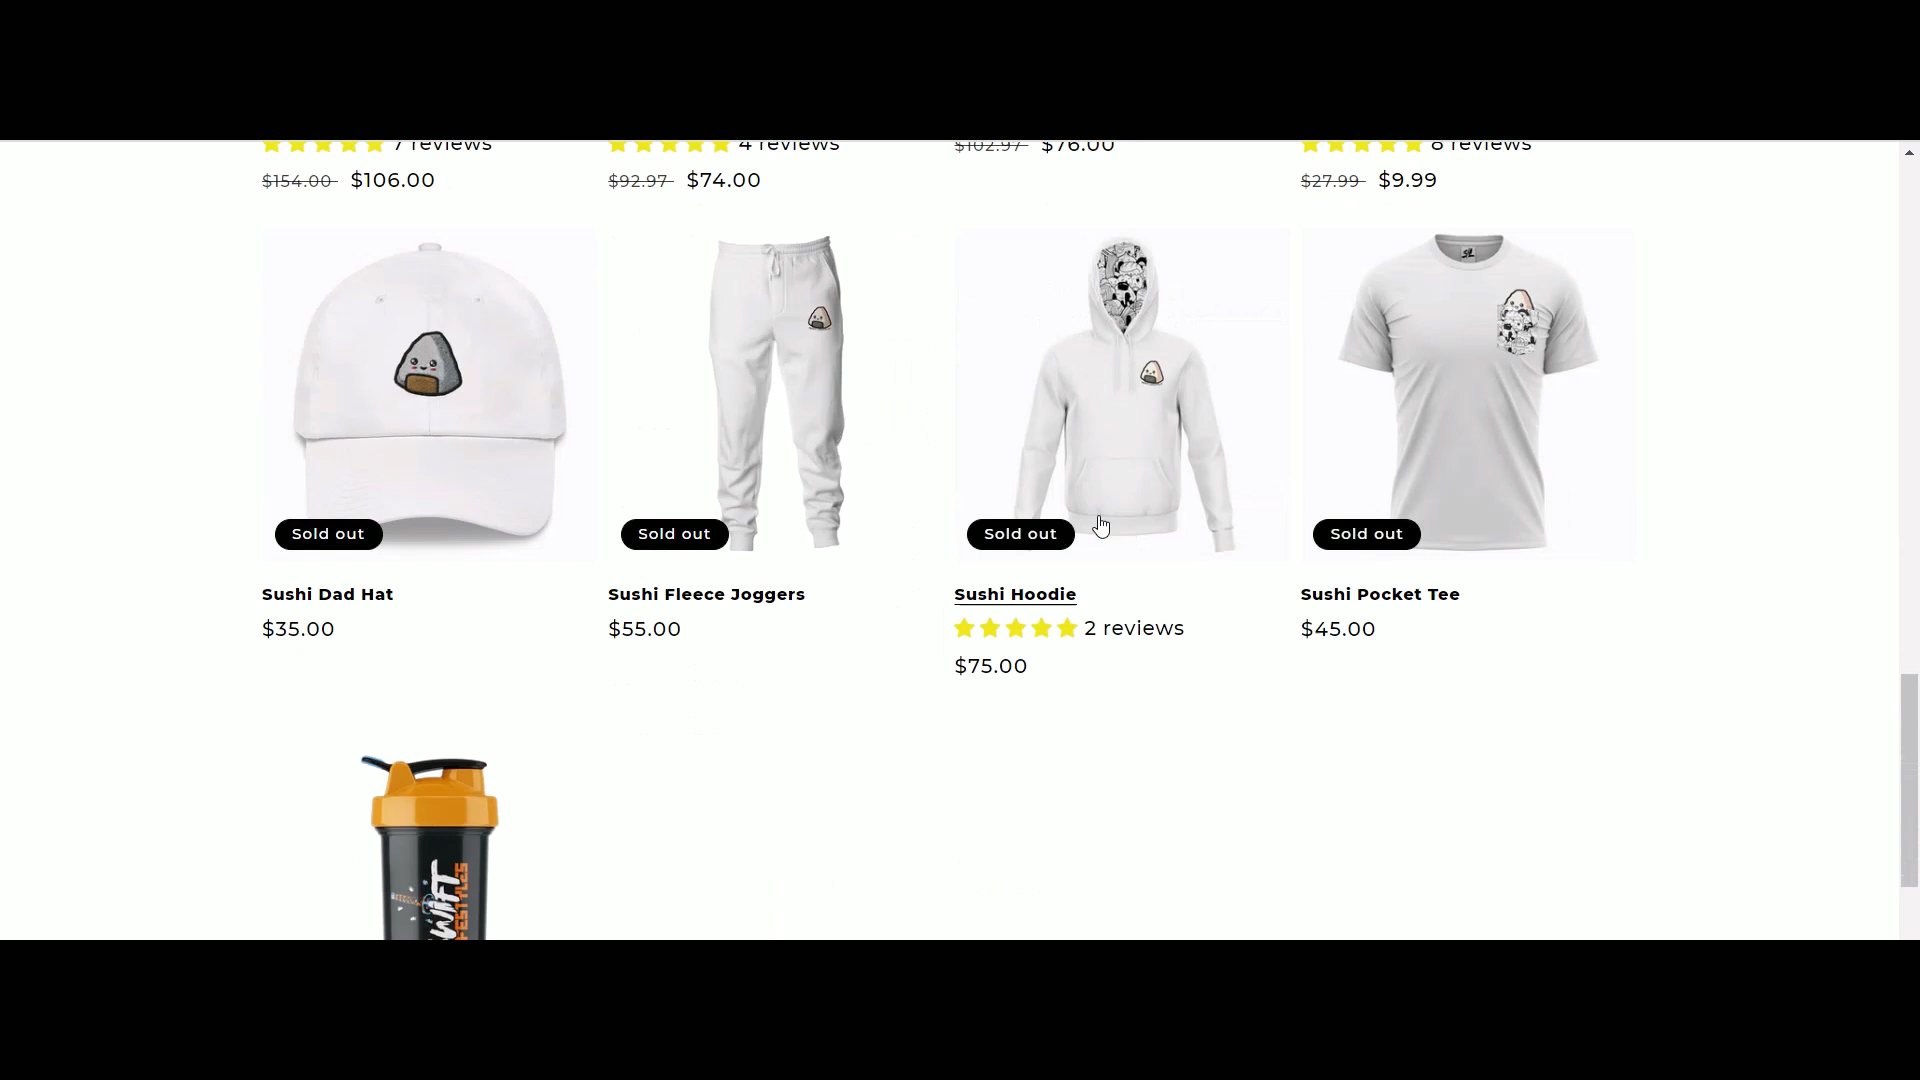 7 reviews
4 reviews
$102.97 $76.00
8 reviews
$154.00 $106.00
$92.97 $74.00
$27.99 $9.99
Sold out
Sold out
Sold out
Sold out
Sushi Dad Hat
Sushi Fleece Joggers
Sushi Hoodie
Sushi Pocket Tee
$35.00
$55.00
2 reviews
$45.00
$75.00